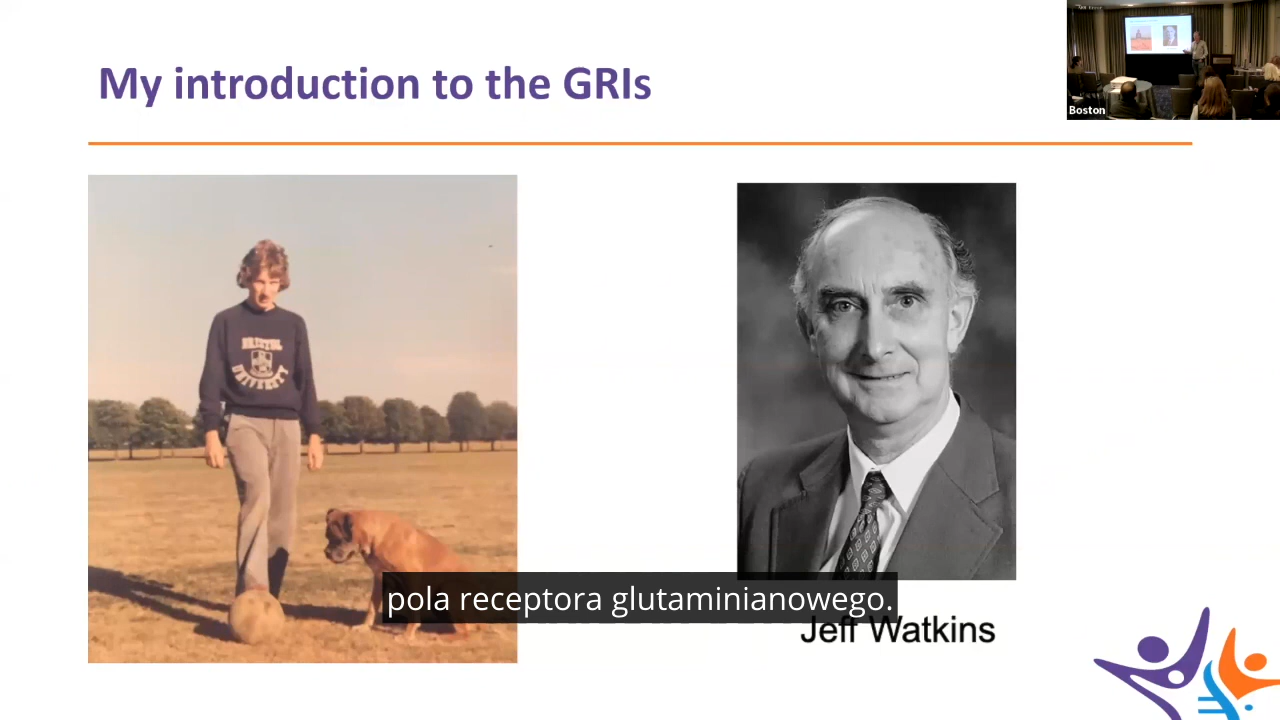 My introduction to the GRIs
Boston
BRISTOL
UNIVERSITY
pola receptora glutaminianowego.
Jeff Watkins